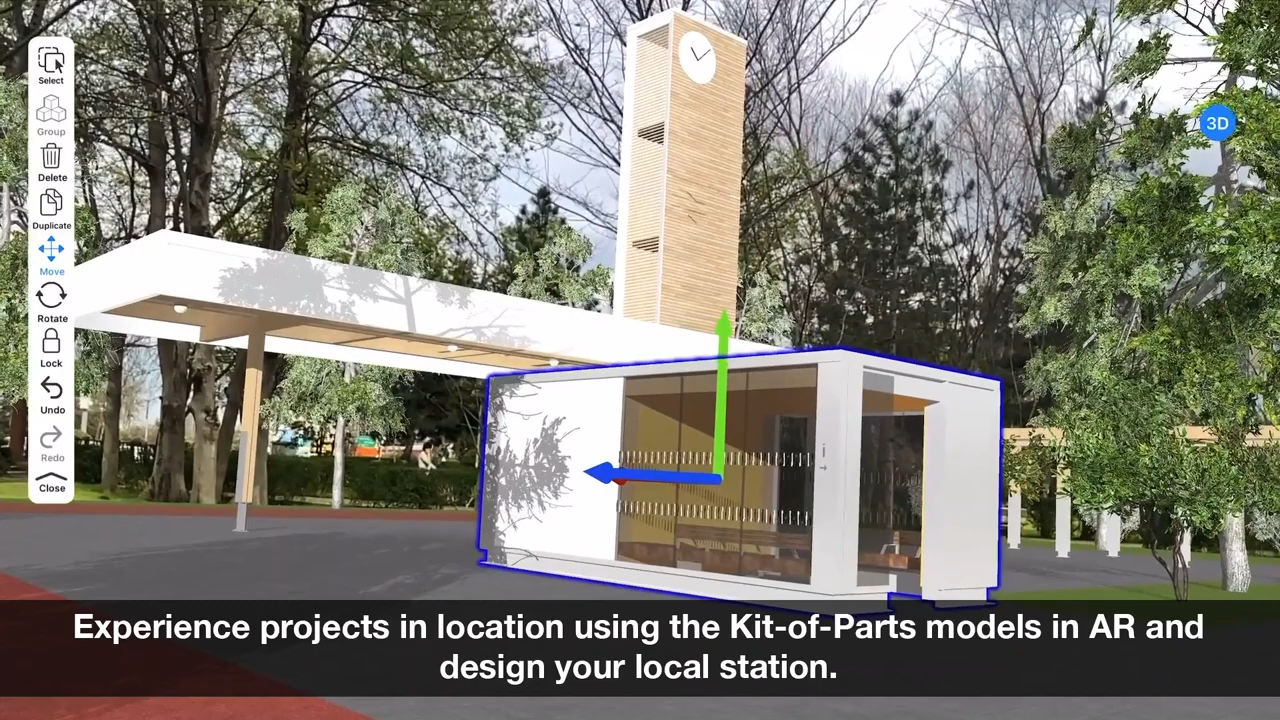 Select
Group
Delete
Duplicate
Move
Rotate
Lock
Undo
Redo
Close
3D
Experience projects in location using the Kit-of-Parts models in AR and
design your local station.